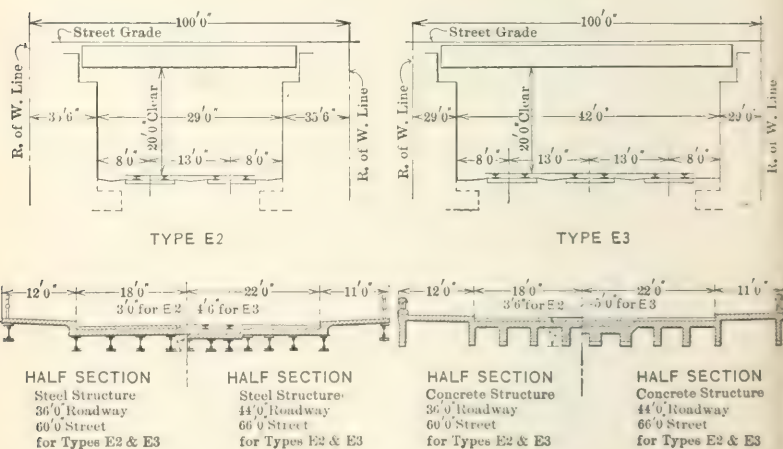 100'0"
Street Grade
R. of W. Line
35'6"
29'0"
35'6"
20'0" Clear
8'0"
13'0"
8'0"
R. of W. Line
TYPE E2
100'0"
Street Grade
R. of W. Line
29'0"
42'0"
29'0"
20'0" Clear
8'0"
13'0"
13'0"
8'0"
R. of W. Line
TYPE E3
12'0"
18'0"
22'0"
11'0"
3'0" for E2
4'6" for E3
HALF SECTION
Steel Structure
36'0" Roadway
60'0" Street
for Types E2 & E3
HALF SECTION
Steel Structure
44'0" Roadway
66'0" Street
for Types E2 & E3
12'0"
18'0"
22'0"
11'0"
3'6" for E2
5'0" for E3
HALF SECTION
Concrete Structure
36'0" Roadway
60'0" Street
for Types E2 & E3
HALF SECTION
Concrete Structure
44'0" Roadway
66'0" Street
for Types E2 & E3